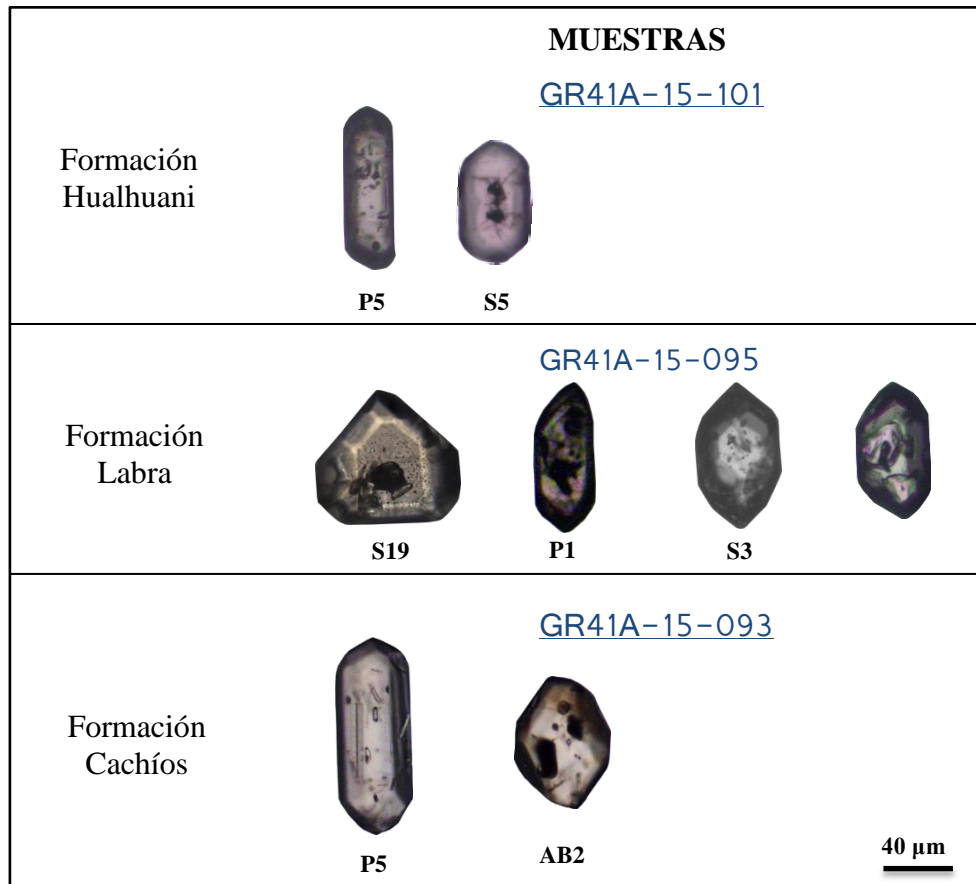 MUESTRAS
GR41A-15-101
Formación
Hualhuani
P5
S5
GR41A-15-095
Formación
Labra
S19
P1
S3
GR41A-15-093
Formación
Cachíos
P5
AB2
40 µm